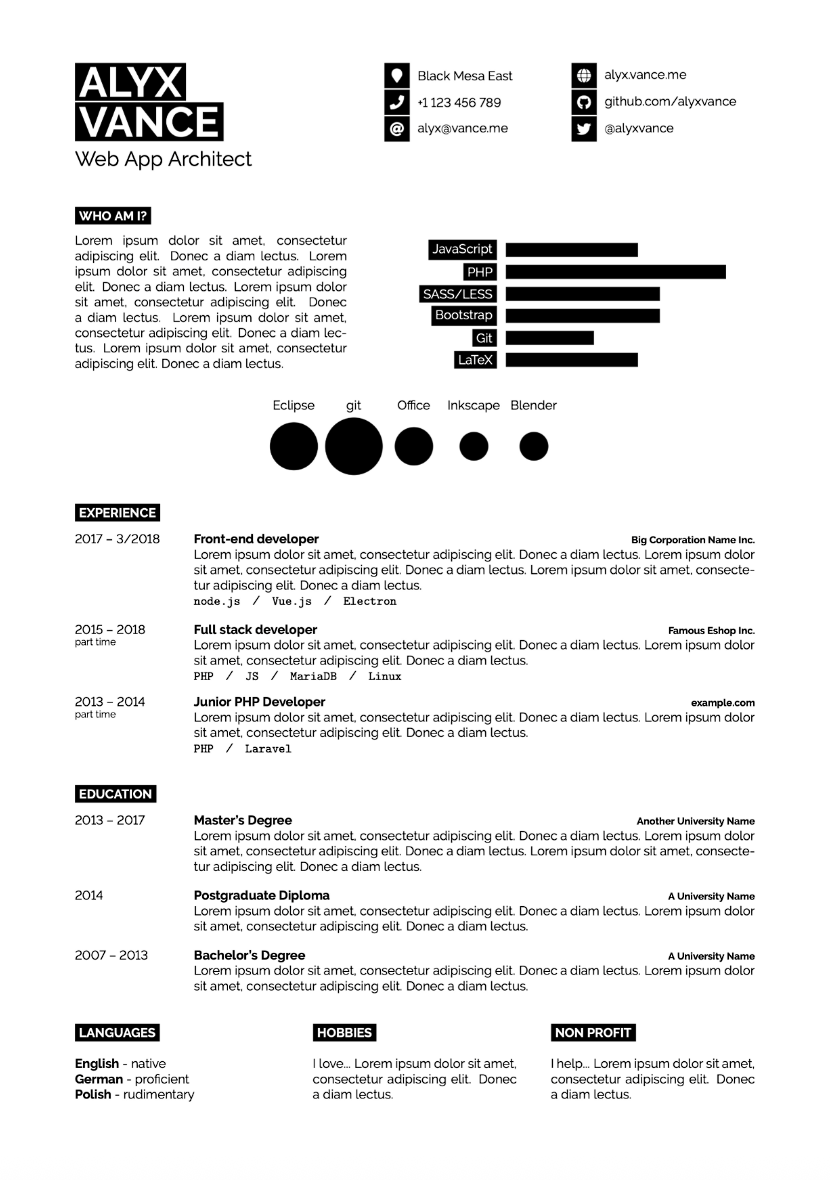 ALYX
VANCE
Web App Architect
Black Mesa East
+1 123 456 789
alyx@vance.me
alyx.vance.me
github.com/alyxvance
@alyxvance
WHO AM I?
Lorem ipsum dolor sit amet, consectetur
adipiscing elit. Donec a diam lectus. Lorem
ipsum dolor sit amet, consectetur adipiscing
elit. Donec a diam lectus. Lorem ipsum dolor
sit amet, consectetur adipiscing elit. Donec
a diam lectus. Lorem ipsum dolor sit amet,
consectetur adipiscing elit. Donec a diam lec-
tus. Lorem ipsum dolor sit amet, consectetur
adipiscing elit. Donec a diam lectus.
JavaScript
PHP
SASS/LESS
Bootstrap
Git
LaTeX
Eclipse git Office Inkscape Blender
EXPERIENCE
2017 – 3/2018 Front-end developer Big Corporation Name Inc.
Lorem ipsum dolor sit amet, consectetur adipiscing elit. Donec a diam lectus. Lorem ipsum dolor
sit amet, consectetur adipiscing elit. Donec a diam lectus. Lorem ipsum dolor sit amet, consecte-
tur adipiscing elit. Donec a diam lectus.
node.js / Vue.js / Electron
2015 – 2018 Full stack developer Famous Eshop Inc.
part time Lorem ipsum dolor sit amet, consectetur adipiscing elit. Donec a diam lectus. Lorem ipsum dolor
sit amet, consectetur adipiscing elit. Donec a diam lectus.
PHP / JS / MariaDB / Linux
2013 – 2014 Junior PHP Developer example.com
part time Lorem ipsum dolor sit amet, consectetur adipiscing elit. Donec a diam lectus. Lorem ipsum dolor
sit amet, consectetur adipiscing elit. Donec a diam lectus.
PHP / Laravel
EDUCATION
2013 – 2017 Master's Degree Another University Name
Lorem ipsum dolor sit amet, consectetur adipiscing elit. Donec a diam lectus. Lorem ipsum dolor
sit amet, consectetur adipiscing elit. Donec a diam lectus. Lorem ipsum dolor sit amet, consecte-
tur adipiscing elit. Donec a diam lectus.
2014 Postgraduate Diploma A University Name
Lorem ipsum dolor sit amet, consectetur adipiscing elit. Donec a diam lectus. Lorem ipsum dolor
sit amet, consectetur adipiscing elit. Donec a diam lectus.
2007 – 2013 Bachelor's Degree A University Name
Lorem ipsum dolor sit amet, consectetur adipiscing elit. Donec a diam lectus. Lorem ipsum dolor
sit amet, consectetur adipiscing elit. Donec a diam lectus.
LANGUAGES
English - native
German - proficient
Polish - rudimentary
HOBBIES
I love... Lorem ipsum dolor sit amet,
consectetur adipiscing elit. Donec
a diam lectus.
NON PROFIT
I help... Lorem ipsum dolor sit amet,
consectetur adipiscing elit. Donec
a diam lectus.